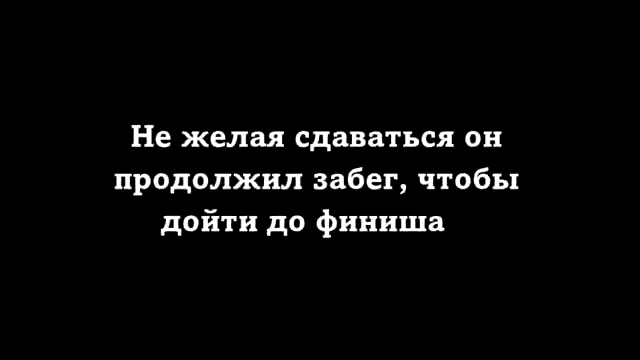 Не желая сдаваться он
продолжил забег, чтобы
дойти до финиша